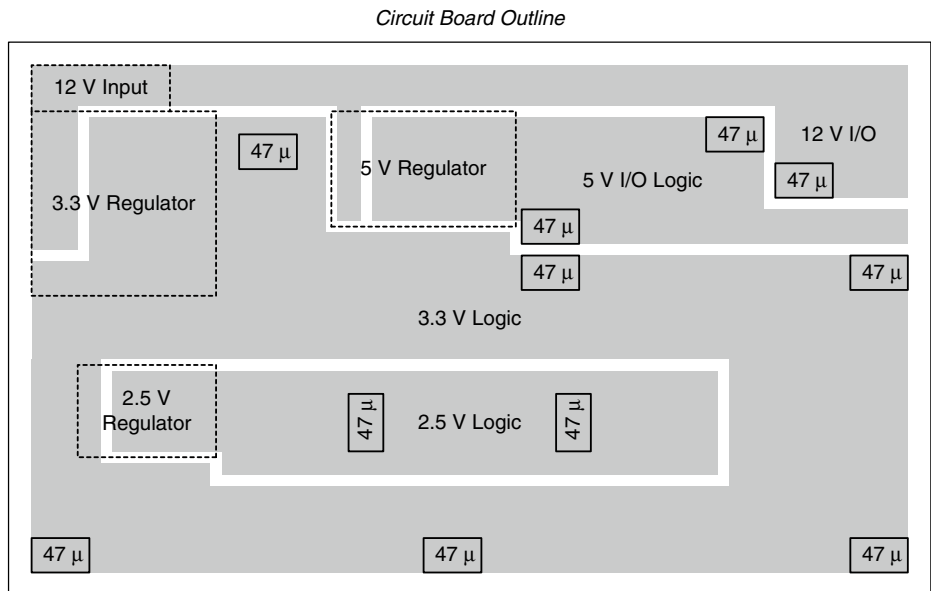 Circuit Board Outline
12 V Input
47 µ
12 V I/O
47 µ
5 V Regulator
5 V I/O Logic
47 µ
3.3 V Regulator
47 µ
47 µ
47 µ
3.3 V Logic
2.5 V
Regulator
47 µ
2.5 V Logic
47 µ
47 µ
47 µ
47 µ